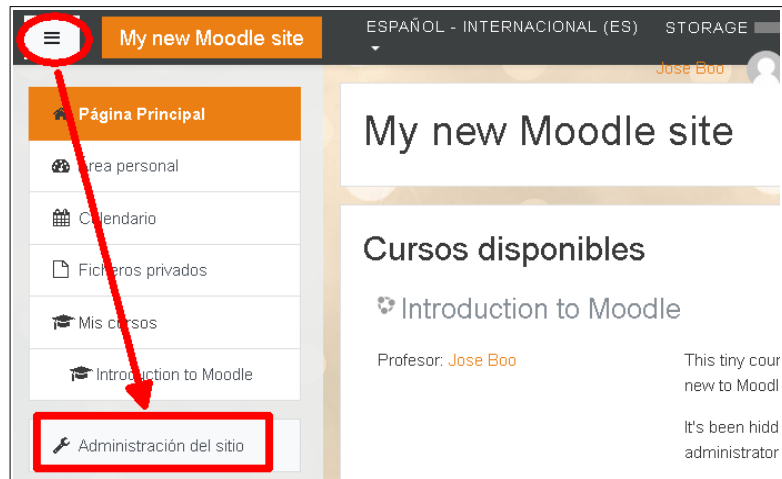 My new Moodle site
ESPAÑOL - INTERNACIONAL (ES)
STORAGE
Jose Boo
Página Principal
Área personal
Calendario
Ficheros privados
Mis cursos
Introduction to Moodle
Administración del sitio
My new Moodle site
Cursos disponibles
Introduction to Moodle
Profesor: Jose Boo
This tiny cour
new to Moodl
It's been hidd
administrator